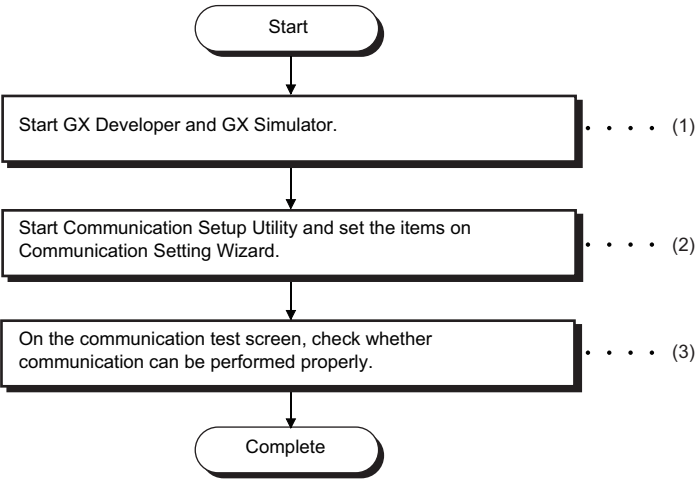 Start
Start GX Developer and GX Simulator.
(1)
Start Communication Setup Utility and set the items on
Communication Setting Wizard.
(2)
On the communication test screen, check whether
communication can be performed properly.
(3)
Complete